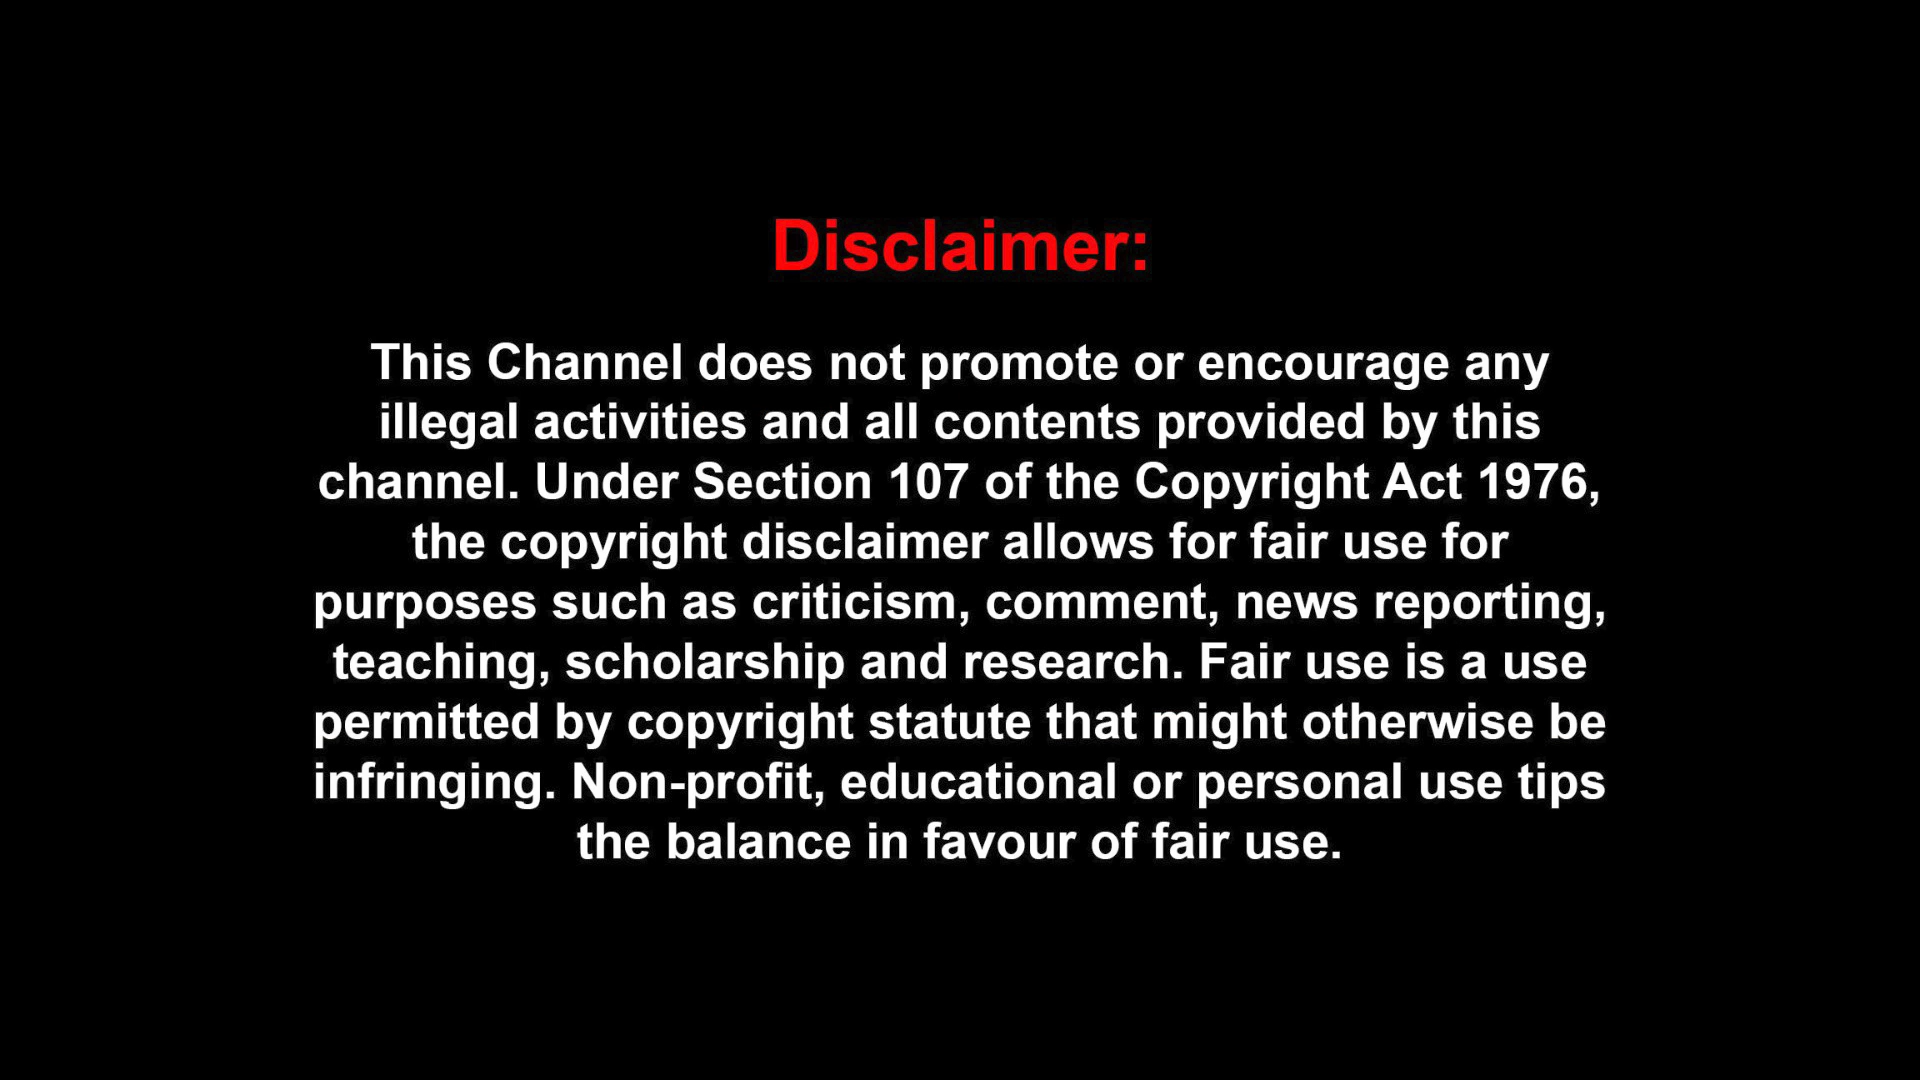 Disclaimer:
This Channel does not promote or encourage any
illegal activities and all contents provided by this
channel. Under Section 107 of the Copyright Act 1976,
the copyright disclaimer allows for fair use for
purposes such as criticism, comment, news reporting,
teaching, scholarship and research. Fair use is a use
permitted by copyright statute that might otherwise be
infringing. Non-profit, educational or personal use tips
the balance in favour of fair use.